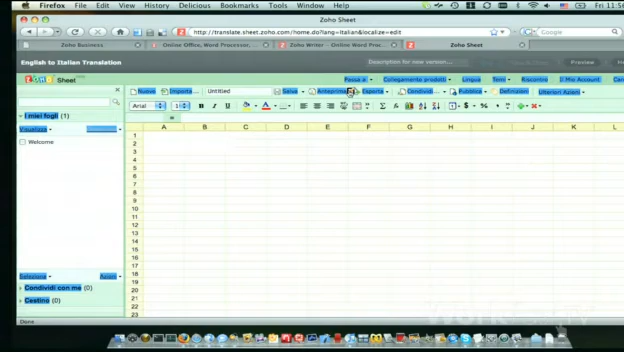 Firefox File Edit View History Delicious Bookmarks Tools Window Help
Zoho Sheet
http://translate.sheet.zoho.com/home.do?lang=Italian&localize=edit
Google
Zoho Business Online Office, Word Processor, ... Zoho Writer - Online Word Proc... Zoho Sheet
English to Italian Translation Description for new version... Preview
Sheet Passa a Collegamento prodotti Lingua Temi Riscontro Il Mio Account
Nuovo Importa... Untitled Salva Anteprima Esporta Condividi... Pubblica Definizioni Ulteriori Azioni
Arial B I U
A B C D E F G H I J K L
I miei fogli (1)
Visualizza
Welcome
1
2
3
4
5
6
7
8
9
10
11
12
13
14
15
16
17
18
19
20
21
22
23
Seleziona Azioni
Condividi con me (0)
Cestino (0)
Done